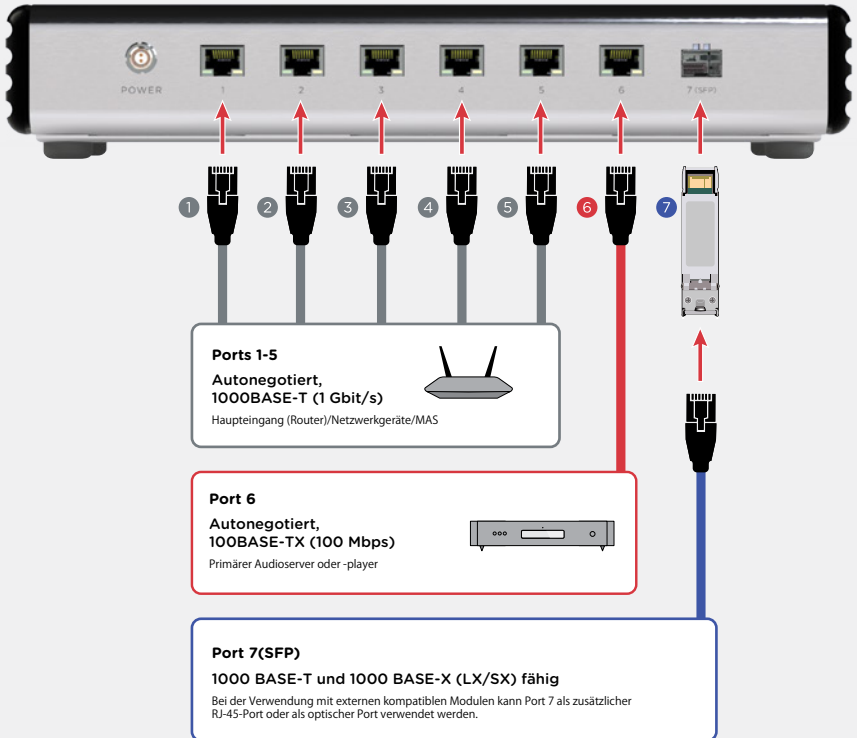 POWER
1
2
3
4
5
6
7 (SFP)
1
2
3
4
5
6
7
Ports 1-5
Autonegotiert,
1000BASE-T (1 Gbit/s)
Haupteingang (Router)/Netzwerkgeräte/MAS
Port 6
Autonegotiert,
100BASE-TX (100 Mbps)
Primärer Audioserver oder -player
Port 7(SFP)
1000 BASE-T und 1000 BASE-X (LX/SX) fähig
Bei der Verwendung mit externen kompatiblen Modulen kann Port 7 als zusätzlicher
RJ-45-Port oder als optischer Port verwendet werden.